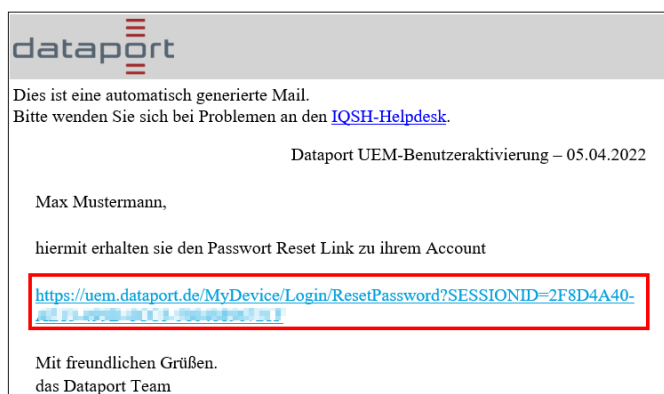 dataport
Dies ist eine automatisch generierte Mail.
Bitte wenden Sie sich bei Problemen an den IQSH-Helpdesk.
Dataport UEM-Benutzeraktivierung – 05.04.2022
Max Mustermann,
hiermit erhalten sie den Passwort Reset Link zu ihrem Account
https://uem.dataport.de/MyDevice/Login/ResetPassword?SESSIONID=2F8D4A40-
Mit freundlichen Grüßen.
das Dataport Team